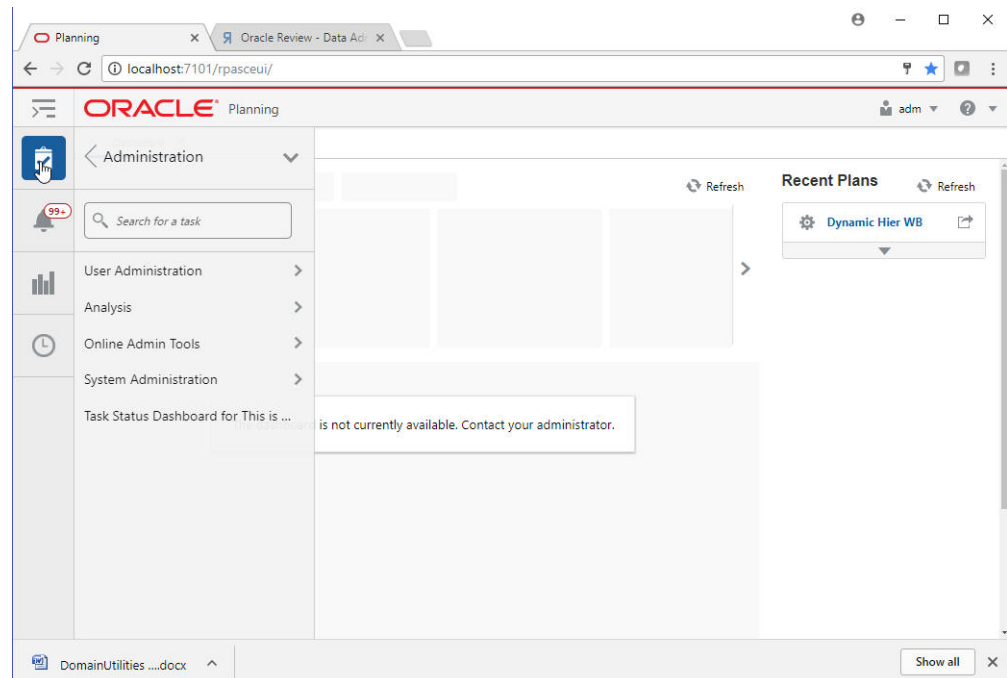 Planning
Oracle Review - Data Ad
localhost:7101/rpasceui/
ORACLE Planning
adm
Administration
Refresh
Recent Plans
Refresh
99+
Search for a task
Dynamic Hier WB
User Administration
Analysis
Online Admin Tools
System Administration
Task Status Dashboard for This is ...
is not currently available. Contact your administrator.
DomainUtilities ....docx
Show all